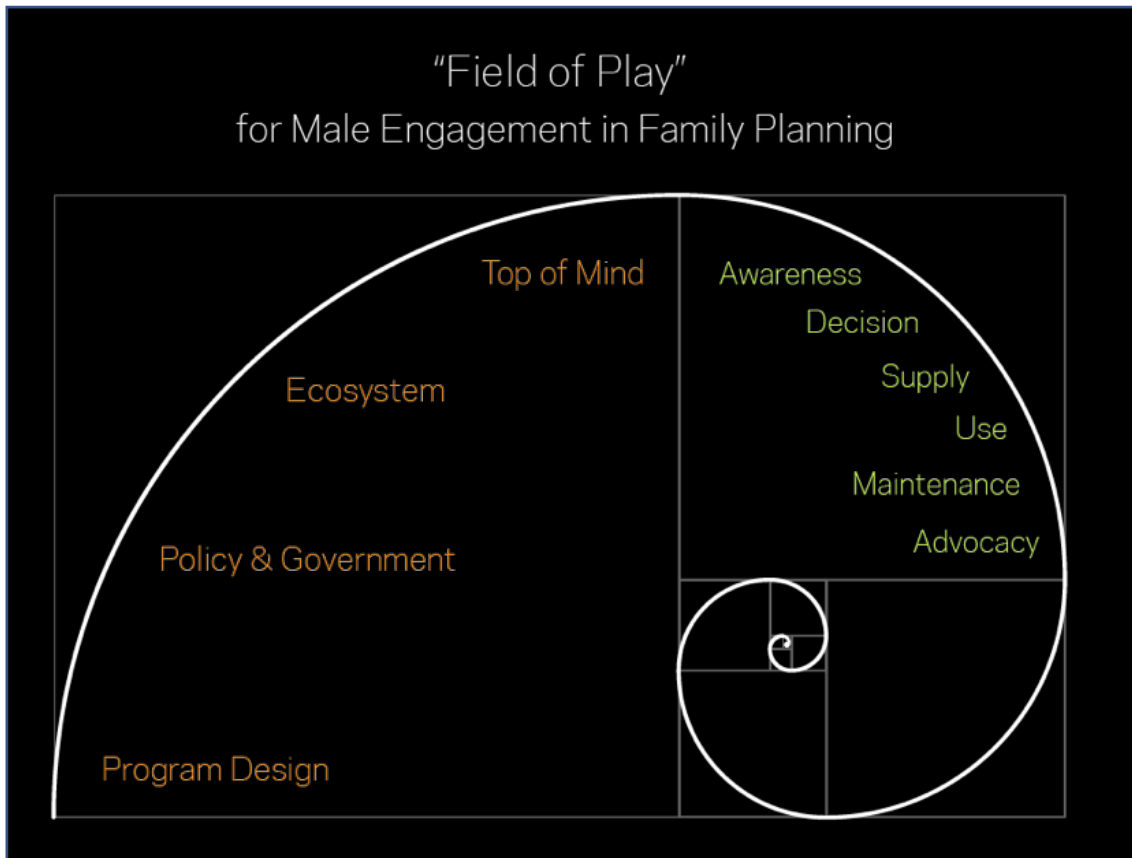 “Field of Play”
for Male Engagement in Family Planning
Top of Mind
Ecosystem
Policy & Government
Program Design
Awareness
Decision
Supply
Use
Maintenance
Advocacy